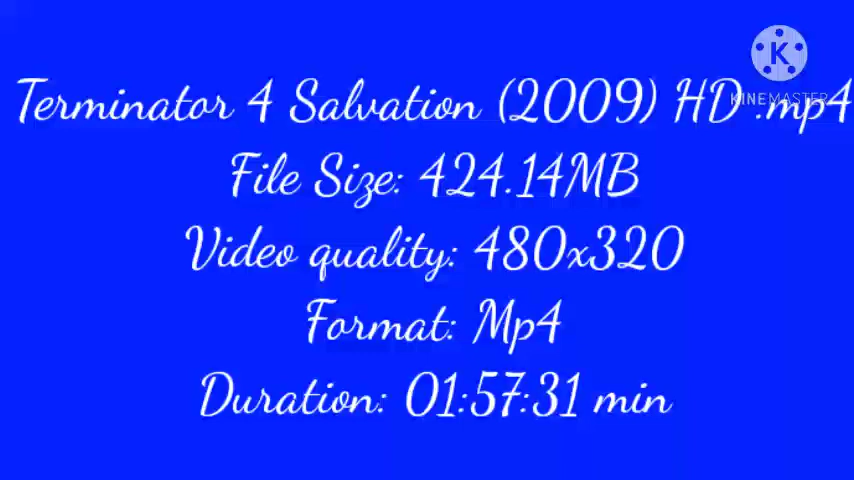 K
KINEMASTER
Terminator 4 Salvation (2009) HD .mp4
File Size: 424.14MB
Video quality: 480x320
Format: Mp4
Duration: 01:57:31 min